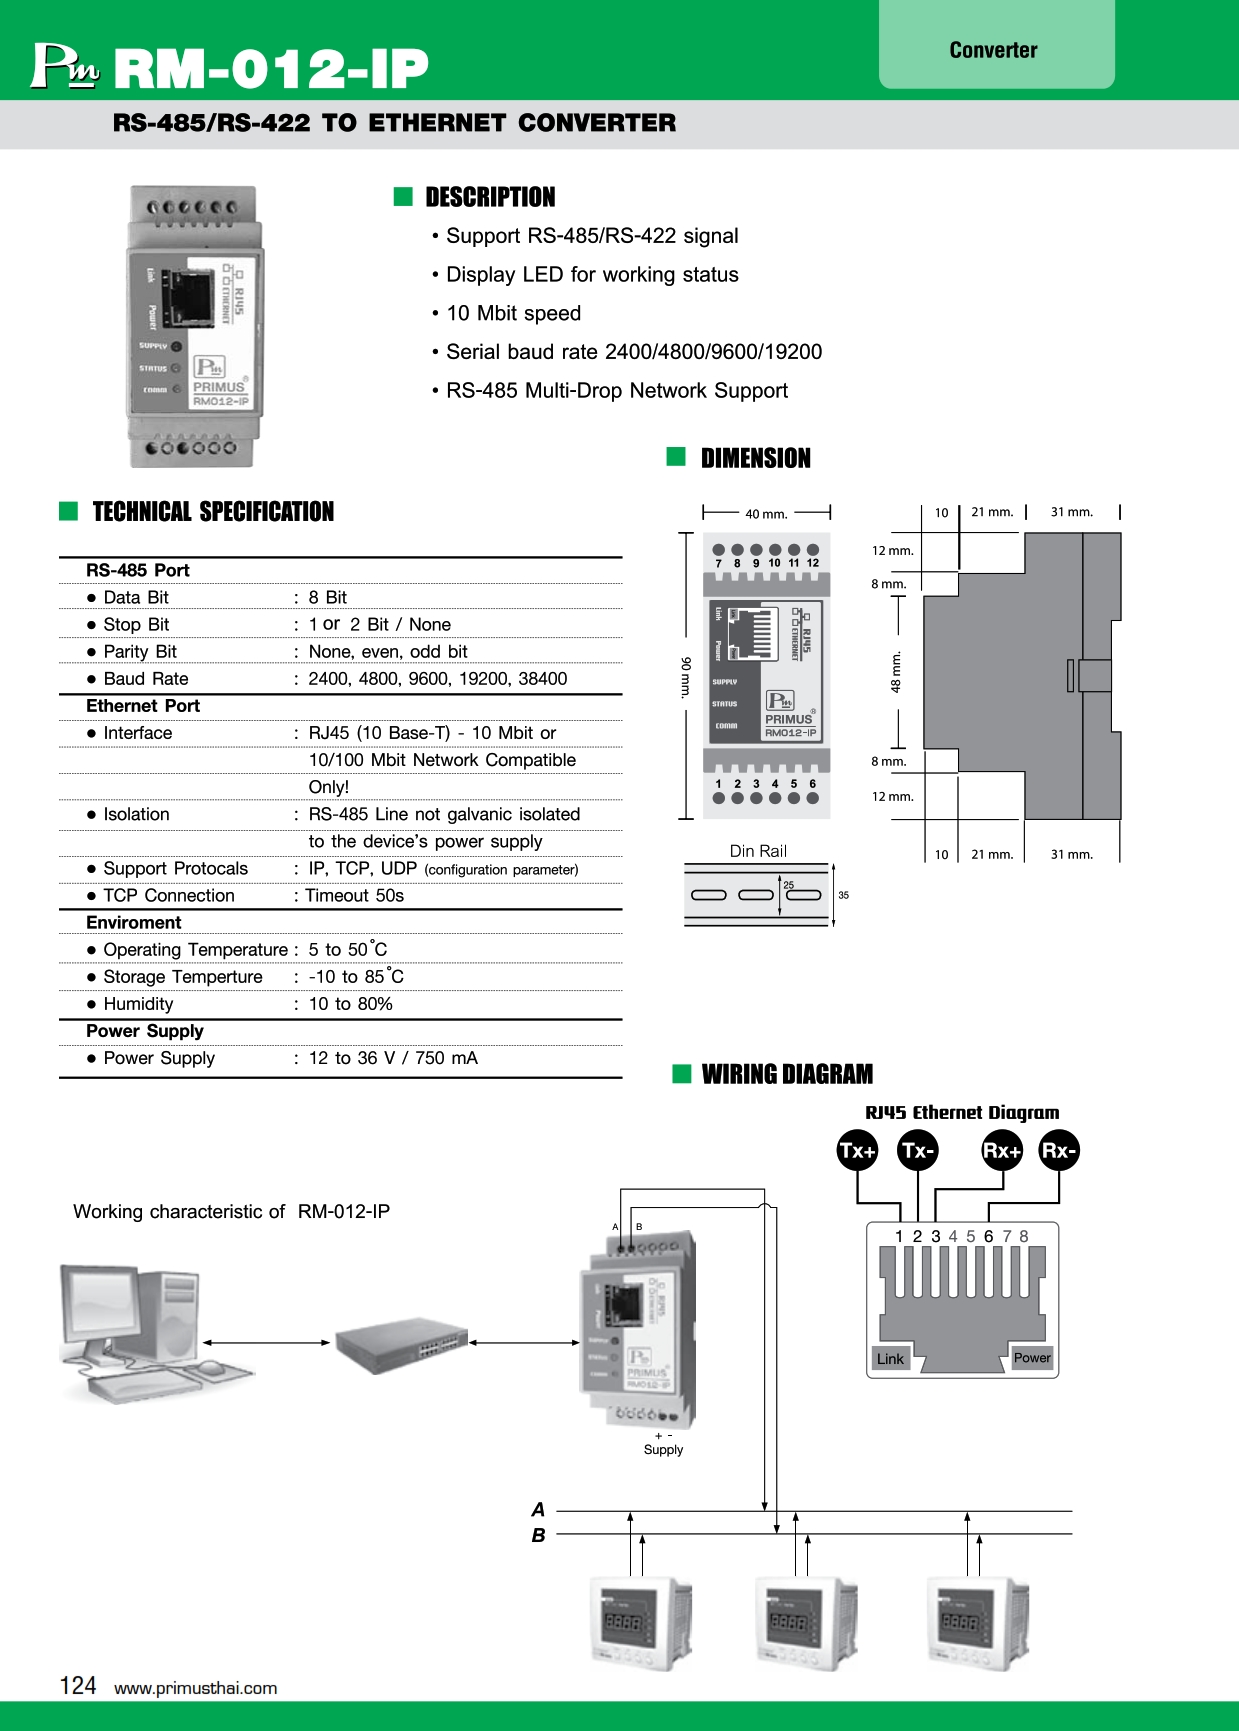 Converter
Pm RM-012-IP
RS-485/RS-422 TO ETHERNET CONVERTER
DESCRIPTION
• Support RS-485/RS-422 signal
• Display LED for working status
• 10 Mbit speed
• Serial baud rate 2400/4800/9600/19200
• RS-485 Multi-Drop Network Support
Link
Power
RJ45
ETHERNET
SUPPLY
STATUS
COMM
Pm
PRIMUS®
RM012-IP
TECHNICAL SPECIFICATION
RS-485 Port
● Data Bit : 8 Bit
● Stop Bit : 1 or 2 Bit / None
● Parity Bit : None, even, odd bit
● Baud Rate : 2400, 4800, 9600, 19200, 38400
Ethernet Port
● Interface : RJ45 (10 Base-T) - 10 Mbit or
10/100 Mbit Network Compatible
Only!
● Isolation : RS-485 Line not galvanic isolated
to the device's power supply
● Support Protocals : IP, TCP, UDP (configuration parameter)
● TCP Connection : Timeout 50s
Enviroment
● Operating Temperature : 5 to 50°C
● Storage Temperture : -10 to 85°C
● Humidity : 10 to 80%
Power Supply
● Power Supply : 12 to 36 V / 750 mA
DIMENSION
40 mm.
7 8 9 10 11 12
90 mm.
Link
Power
RJ45
ETHERNET
SUPPLY
STATUS
COMM
Pm
PRIMUS®
RM012-IP
1 2 3 4 5 6
10 21 mm. 31 mm.
12 mm.
8 mm.
48 mm.
8 mm.
12 mm.
10 21 mm. 31 mm.
Din Rail
25
35
WIRING DIAGRAM
RJ45 Ethernet Diagram
Tx+ Tx- Rx+ Rx-
1 2 3 4 5 6 7 8
Link Power
Working characteristic of RM-012-IP
A B
RJ45
Pm
PRIMUS
RM012-IP
+ -
Supply
A
B
124 www.primusthai.com